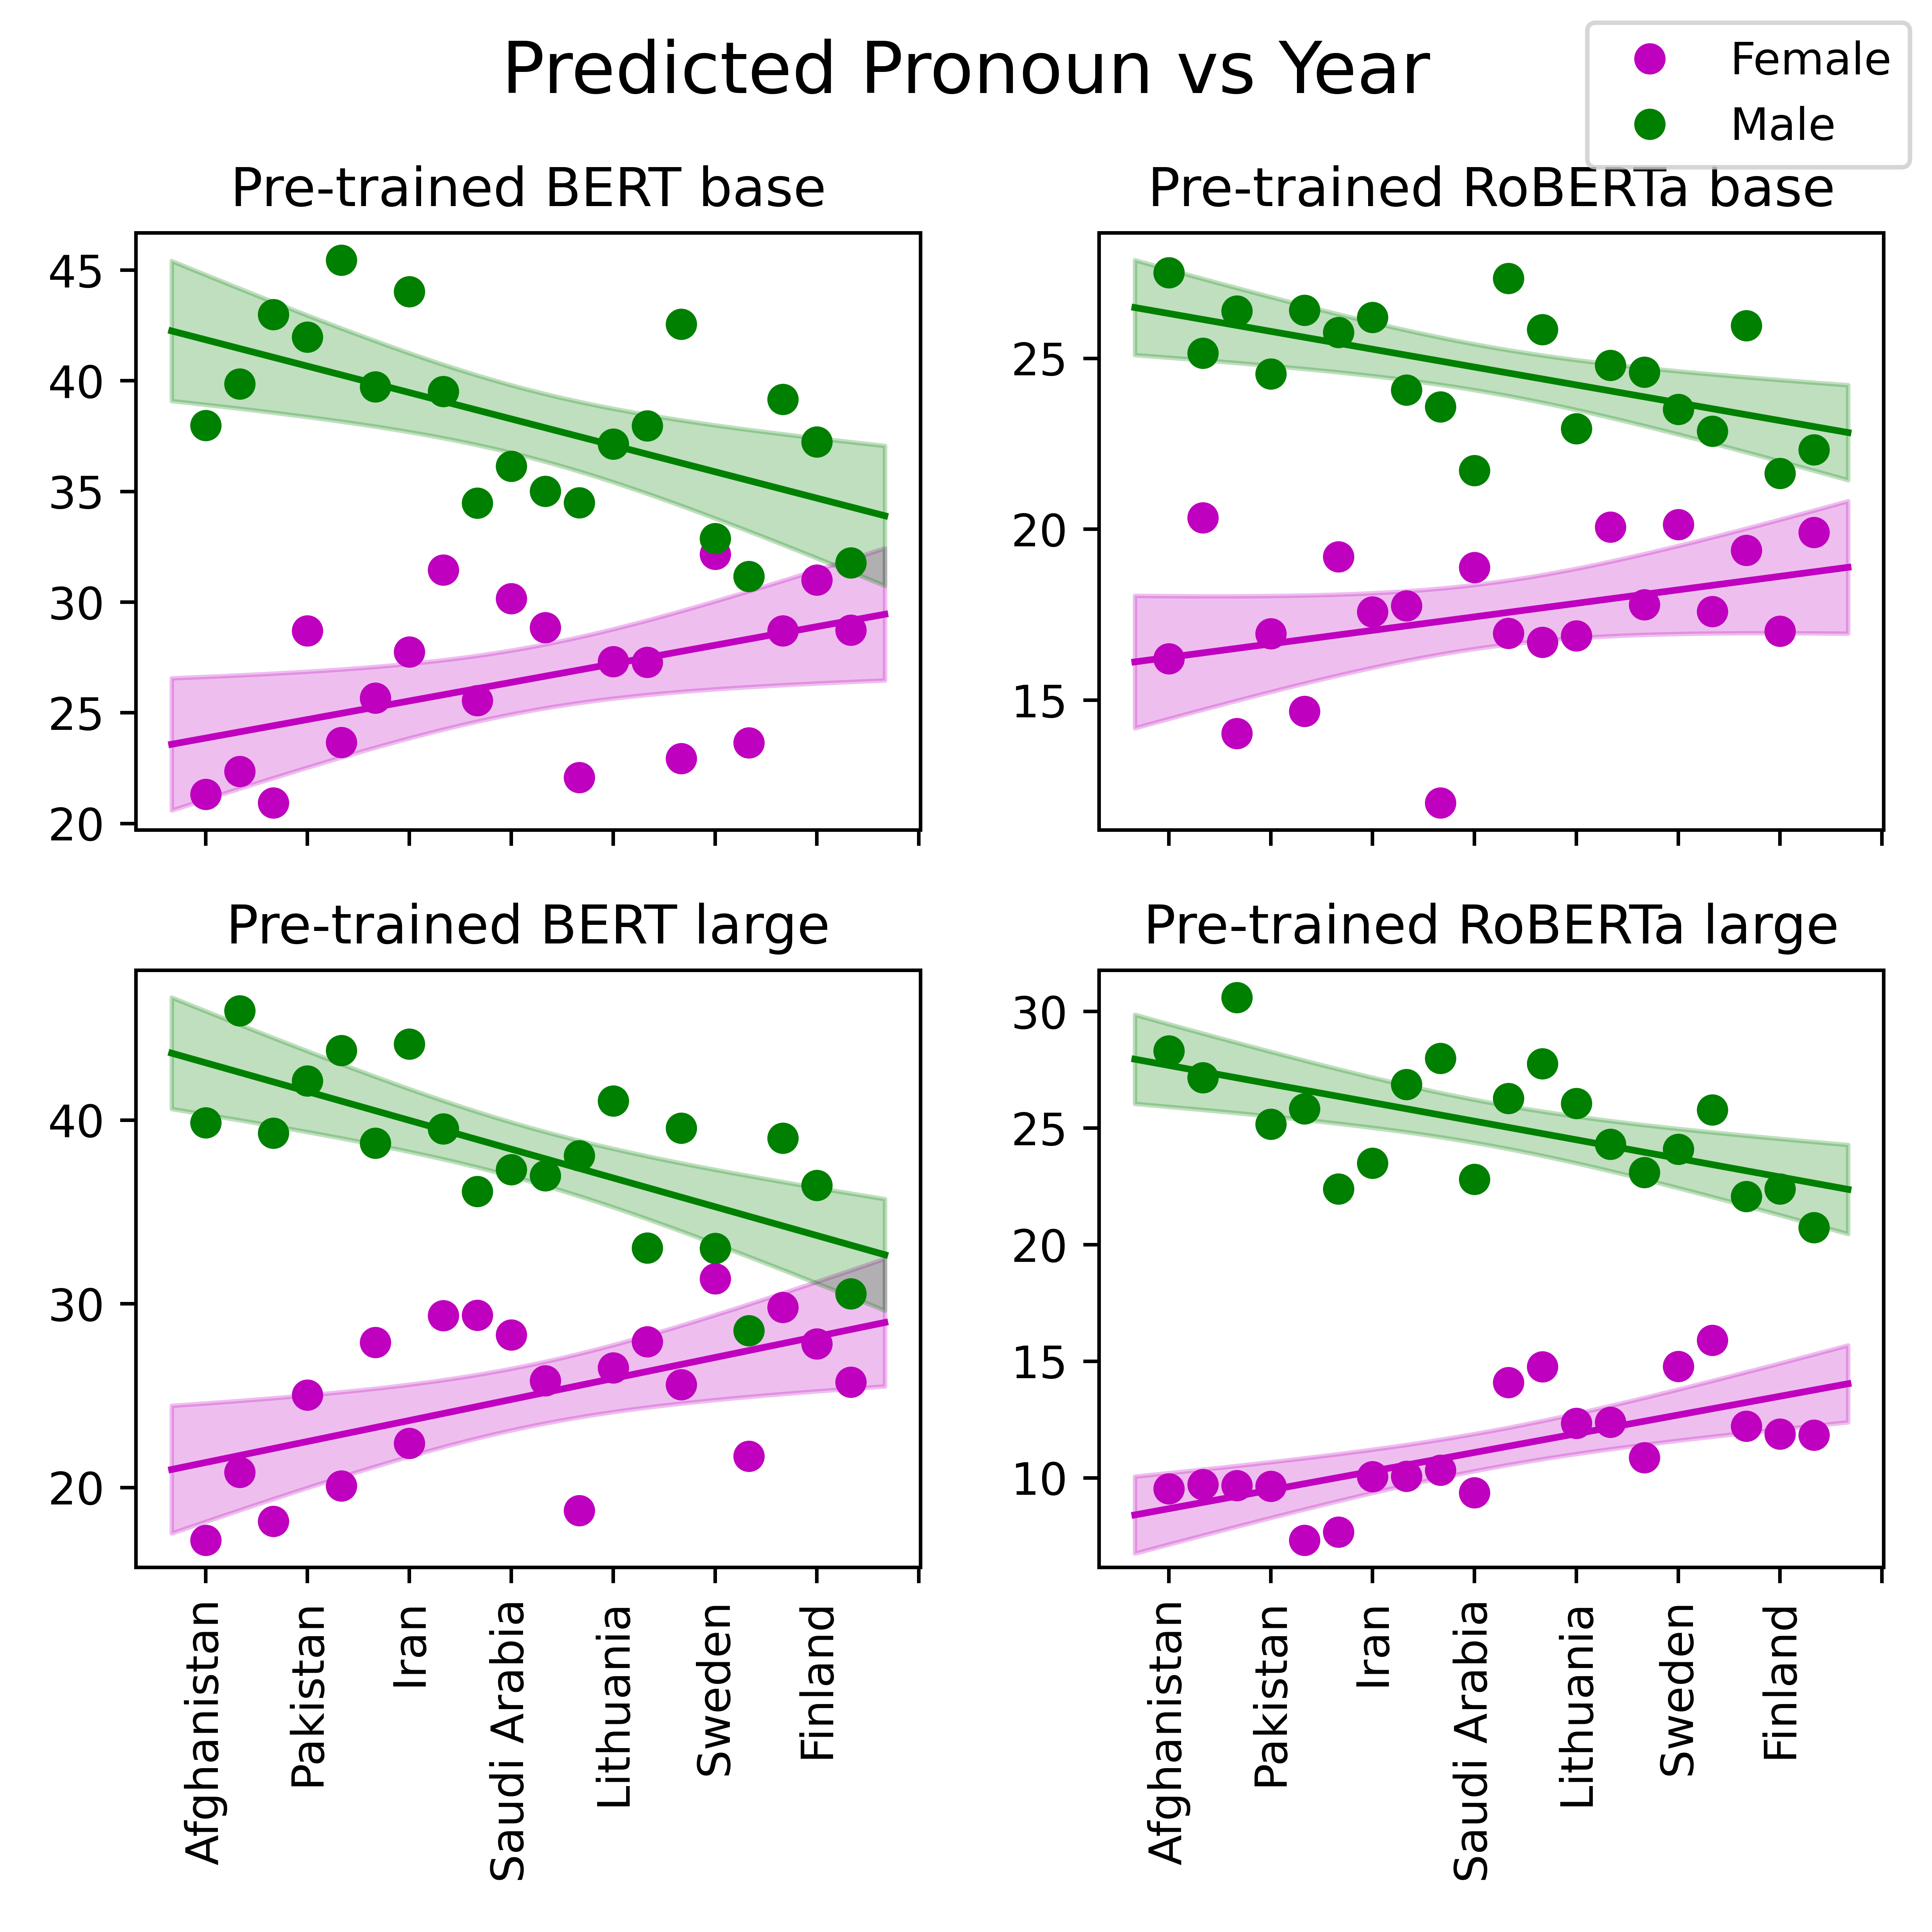 Predicted Pronoun vs Year
Female
Male
Pre-trained BERT base
45
40
35
30
25
20
Pre-trained RoBERTa base
25
20
15
Pre-trained BERT large
40
30
20
Afghanistan
Pakistan
Iran
Saudi Arabia
Lithuania
Sweden
Finland
Pre-trained RoBERTa large
30
25
20
15
10
Afghanistan
Pakistan
Iran
Saudi Arabia
Lithuania
Sweden
Finland